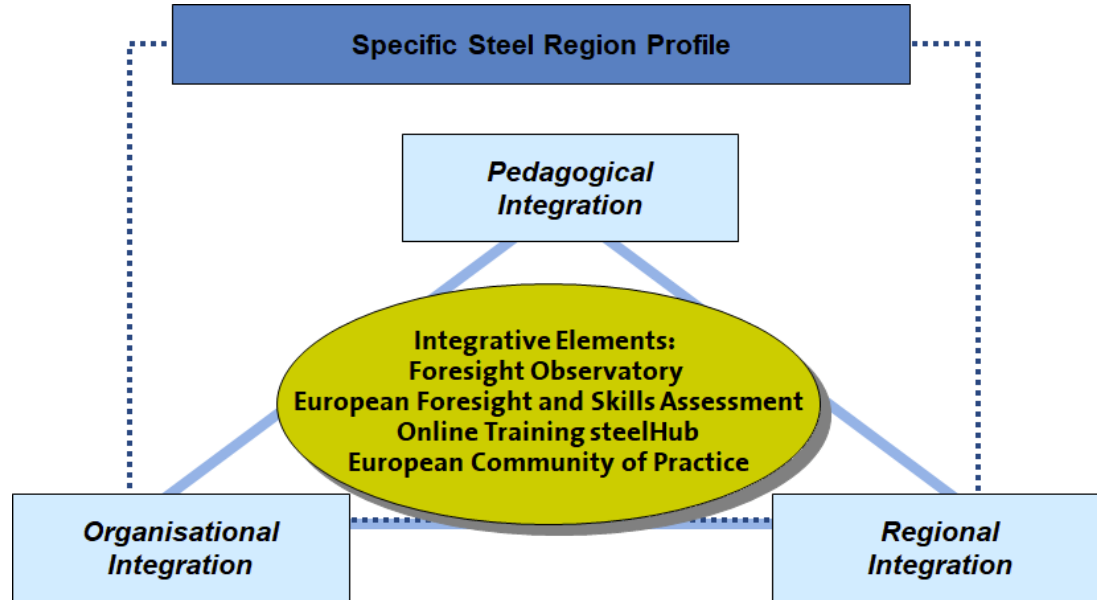 Specific Steel Region Profile
Pedagogical
Integration
Integrative Elements:
Foresight Observatory
European Foresight and Skills Assessment
Online Training steelHub
European Community of Practice
Organisational
Integration
Regional
Integration